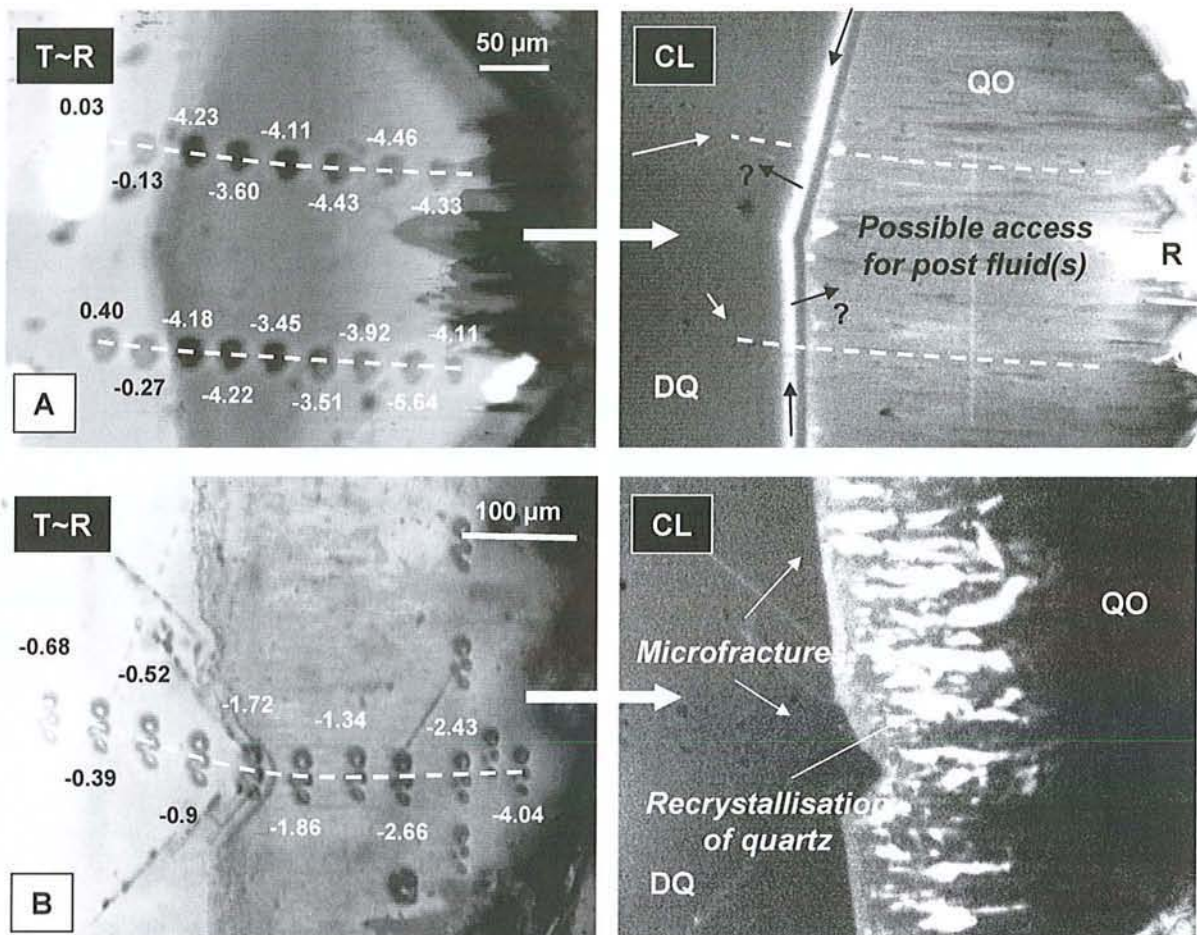 T~R
50 µm
0.03
-4.23
-4.11
-4.46
-0.13
-3.60
-4.43
-4.33
0.40
-4.18
-3.45
-3.92
-4.11
-0.27
-4.22
-3.51
-5.64
A
CL
QO
?
Possible access
for post fluid(s)
R
?
DQ
T~R
100 µm
-0.68
-0.52
-1.72
-1.34
-2.43
-0.39
-0.9
-1.86
-2.66
-4.04
B
CL
QO
Microfracture
Recrystallisation
of quartz
DQ